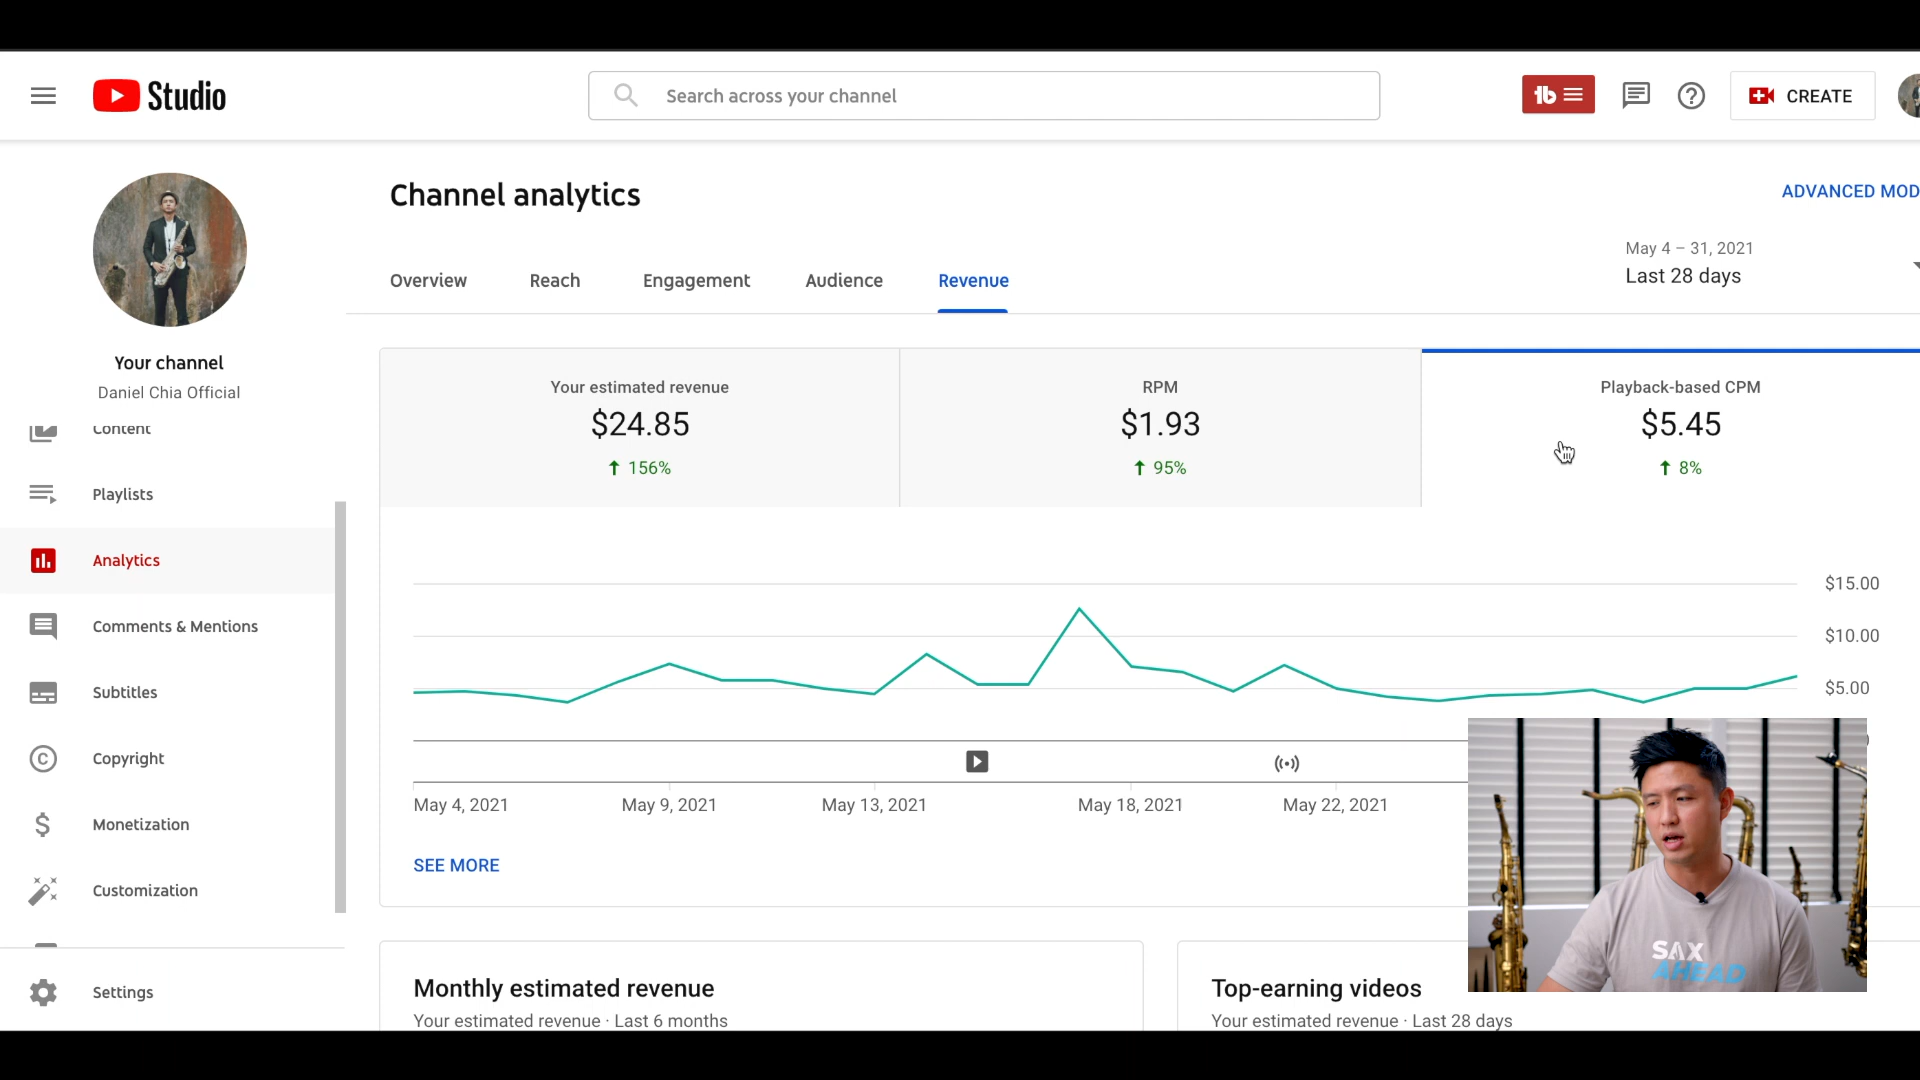 Studio
Search across your channel
CREATE
Channel analytics
ADVANCED MOD
May 4 – 31, 2021
Last 28 days
Overview
Reach
Engagement
Audience
Revenue
Your channel
Daniel Chia Official
Content
Playlists
Analytics
Comments & Mentions
Subtitles
Copyright
Monetization
Customization
Settings
Your estimated revenue
$24.85
156%
RPM
$1.93
95%
Playback-based CPM
$5.45
8%
$15.00
$10.00
$5.00
May 4, 2021
May 9, 2021
May 13, 2021
May 18, 2021
May 22, 2021
SEE MORE
SAX
AHEAD
Monthly estimated revenue
Your estimated revenue · Last 6 months
Top-earning videos
Your estimated revenue · Last 28 days